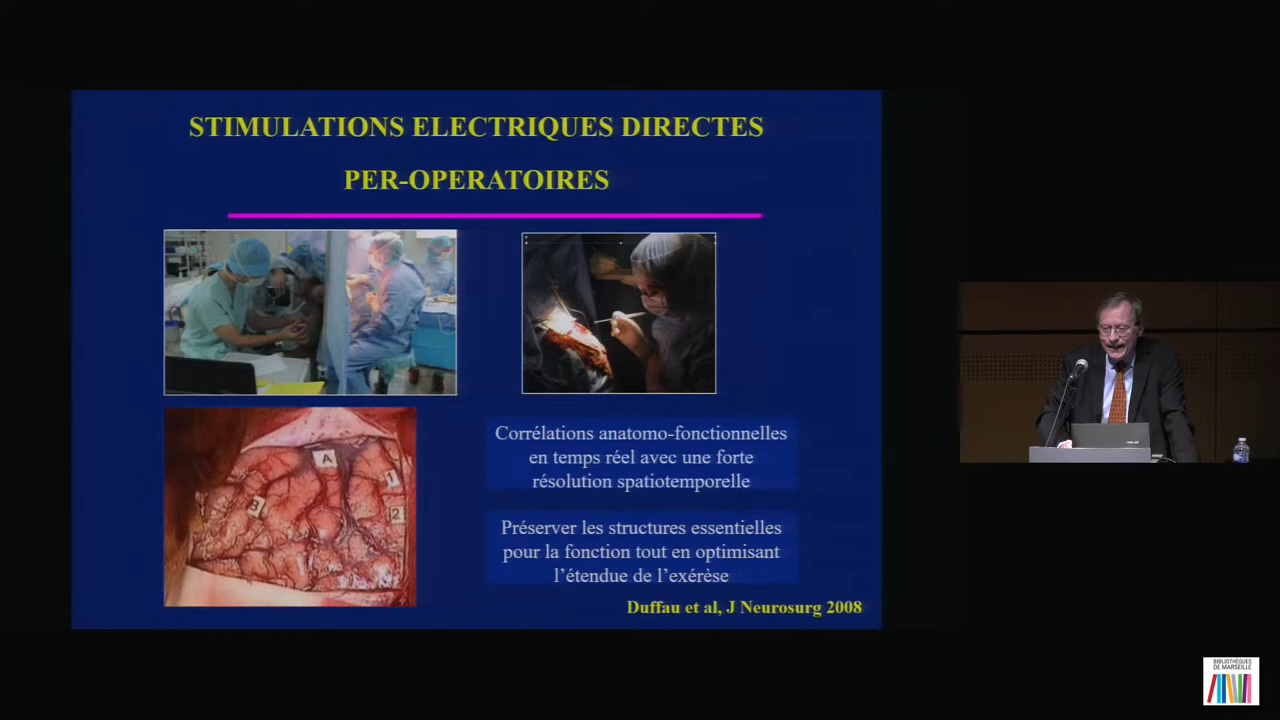 STIMULATIONS ELECTRIQUES DIRECTES
PER-OPERATOIRES
A
B
1
2
Corrélations anatomo-fonctionnelles
en temps réel avec une forte
résolution spatiotemporelle
Préserver les structures essentielles
pour la fonction tout en optimisant
l'étendue de l'exérèse
Duffau et al, J Neurosurg 2008
BIBLIOTHÈQUES
DE MARSEILLE